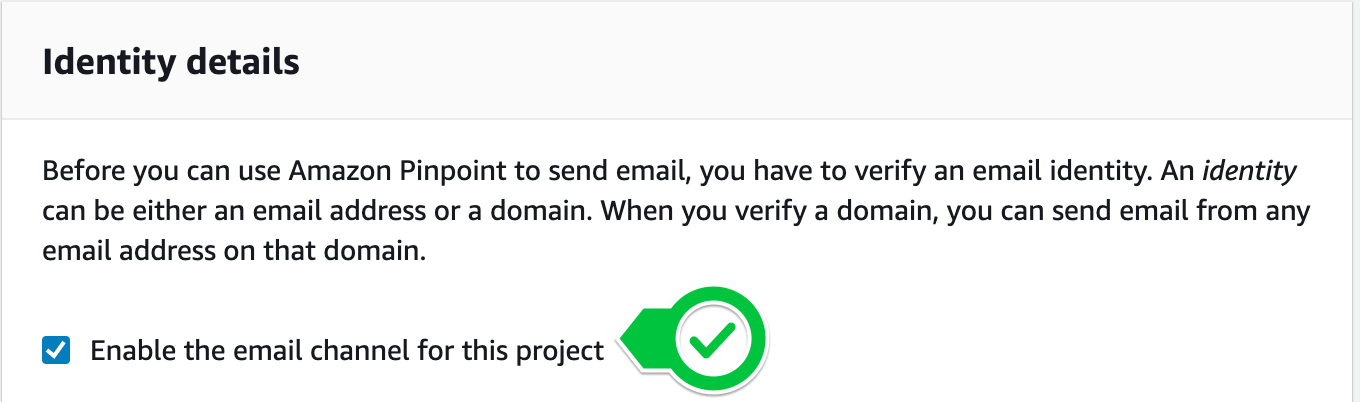 Identity details
Before you can use Amazon Pinpoint to send email, you have to verify an email identity. An identity
can be either an email address or a domain. When you verify a domain, you can send email from any
email address on that domain.
Enable the email channel for this project